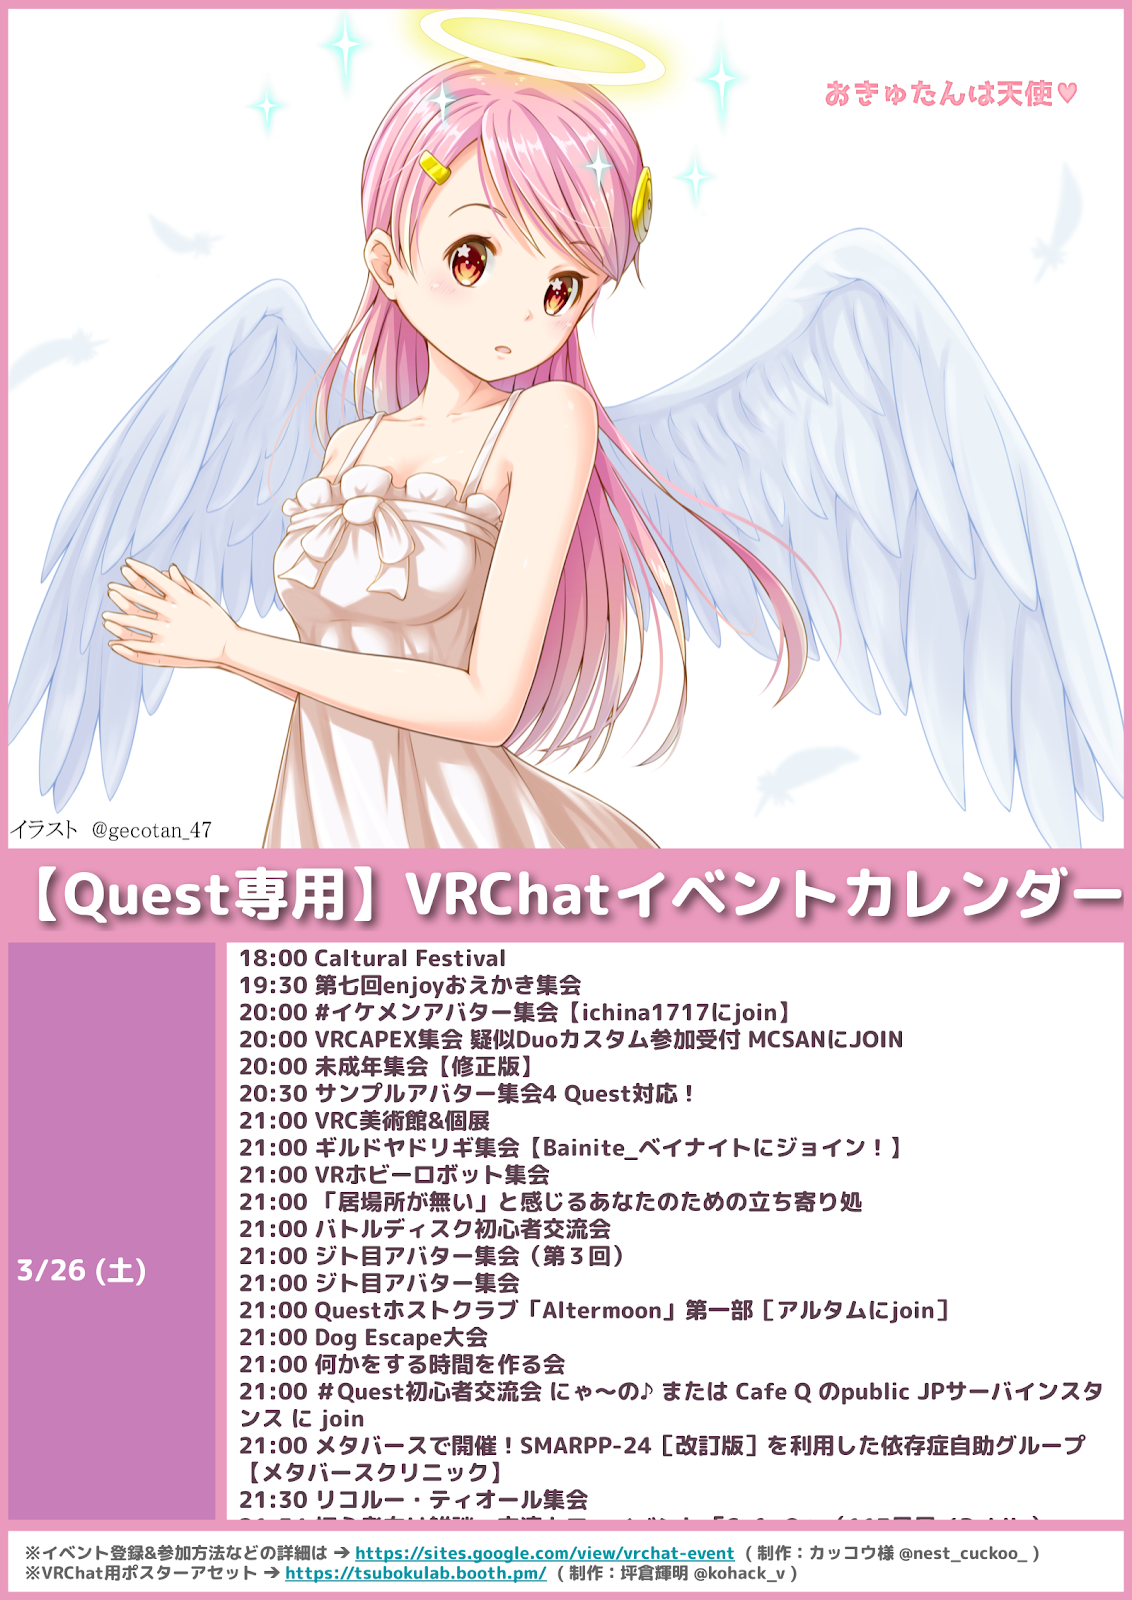 おきゅたんは天使♥
イラスト @gecotan_47
【Quest専用】VRChatイベントカレンダー
3/26 (土)
18:00 Caltural Festival
19:30 第七回enjoyおえかき集会
20:00 #イケメンアバター集会【ichina1717にjoin】
20:00 VRCAPEX集会 疑似Duoカスタム参加受付 MCSANにJOIN
20:00 未成年集会【修正版】
20:30 サンプルアバター集会4 Quest対応！
21:00 VRC美術館&個展
21:00 ギルドヤドリギ集会【Bainite_ベイナイトにジョイン！】
21:00 VRホビーロボット集会
21:00 「居場所が無い」と感じるあなたのための立ち寄り処
21:00 バトルディスク初心者交流会
21:00 ジト目アバター集会（第３回）
21:00 ジト目アバター集会
21:00 Questホストクラブ「Altermoon」第一部［アルタムにjoin］
21:00 Dog Escape大会
21:00 何かをする時間を作る会
21:00 ＃Quest初心者交流会 にゃ〜の♪ または Cafe Q のpublic JPサーバインスタ
ンス に join
21:00 メタバースで開催！SMARPP-24［改訂版］を利用した依存症自助グループ
【メタバースクリニック】
21:30 リコルー・ティオール集会
※イベント登録&参加方法などの詳細は ➔ https://sites.google.com/view/vrchat-event ( 制作：カッコウ様 @nest_cuckoo_ )
※VRChat用ポスターアセット ➔ https://tsubokulab.booth.pm/ ( 制作：坪倉輝明 @kohack_v )